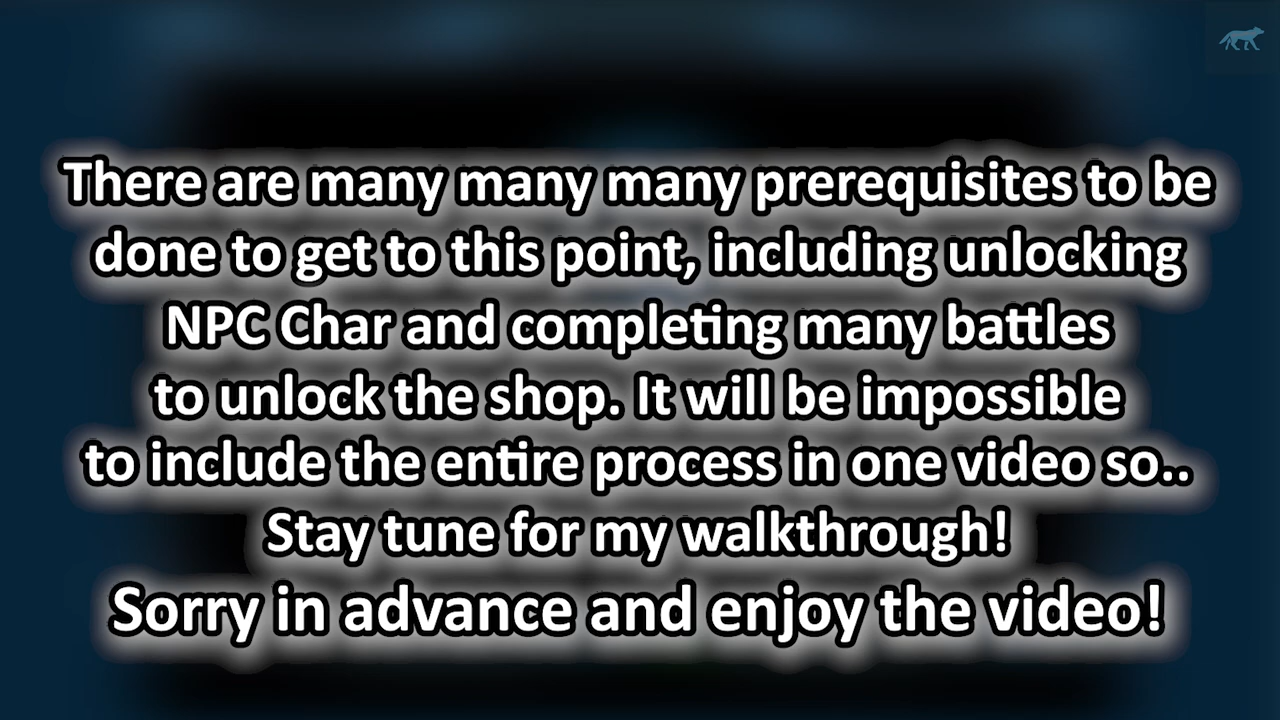 There are many many many prerequisites to be
done to get to this point, including unlocking
NPC Char and completing many battles
to unlock the shop. It will be impossible
to include the entire process in one video so..
Stay tune for my walkthrough!
Sorry in advance and enjoy the video!